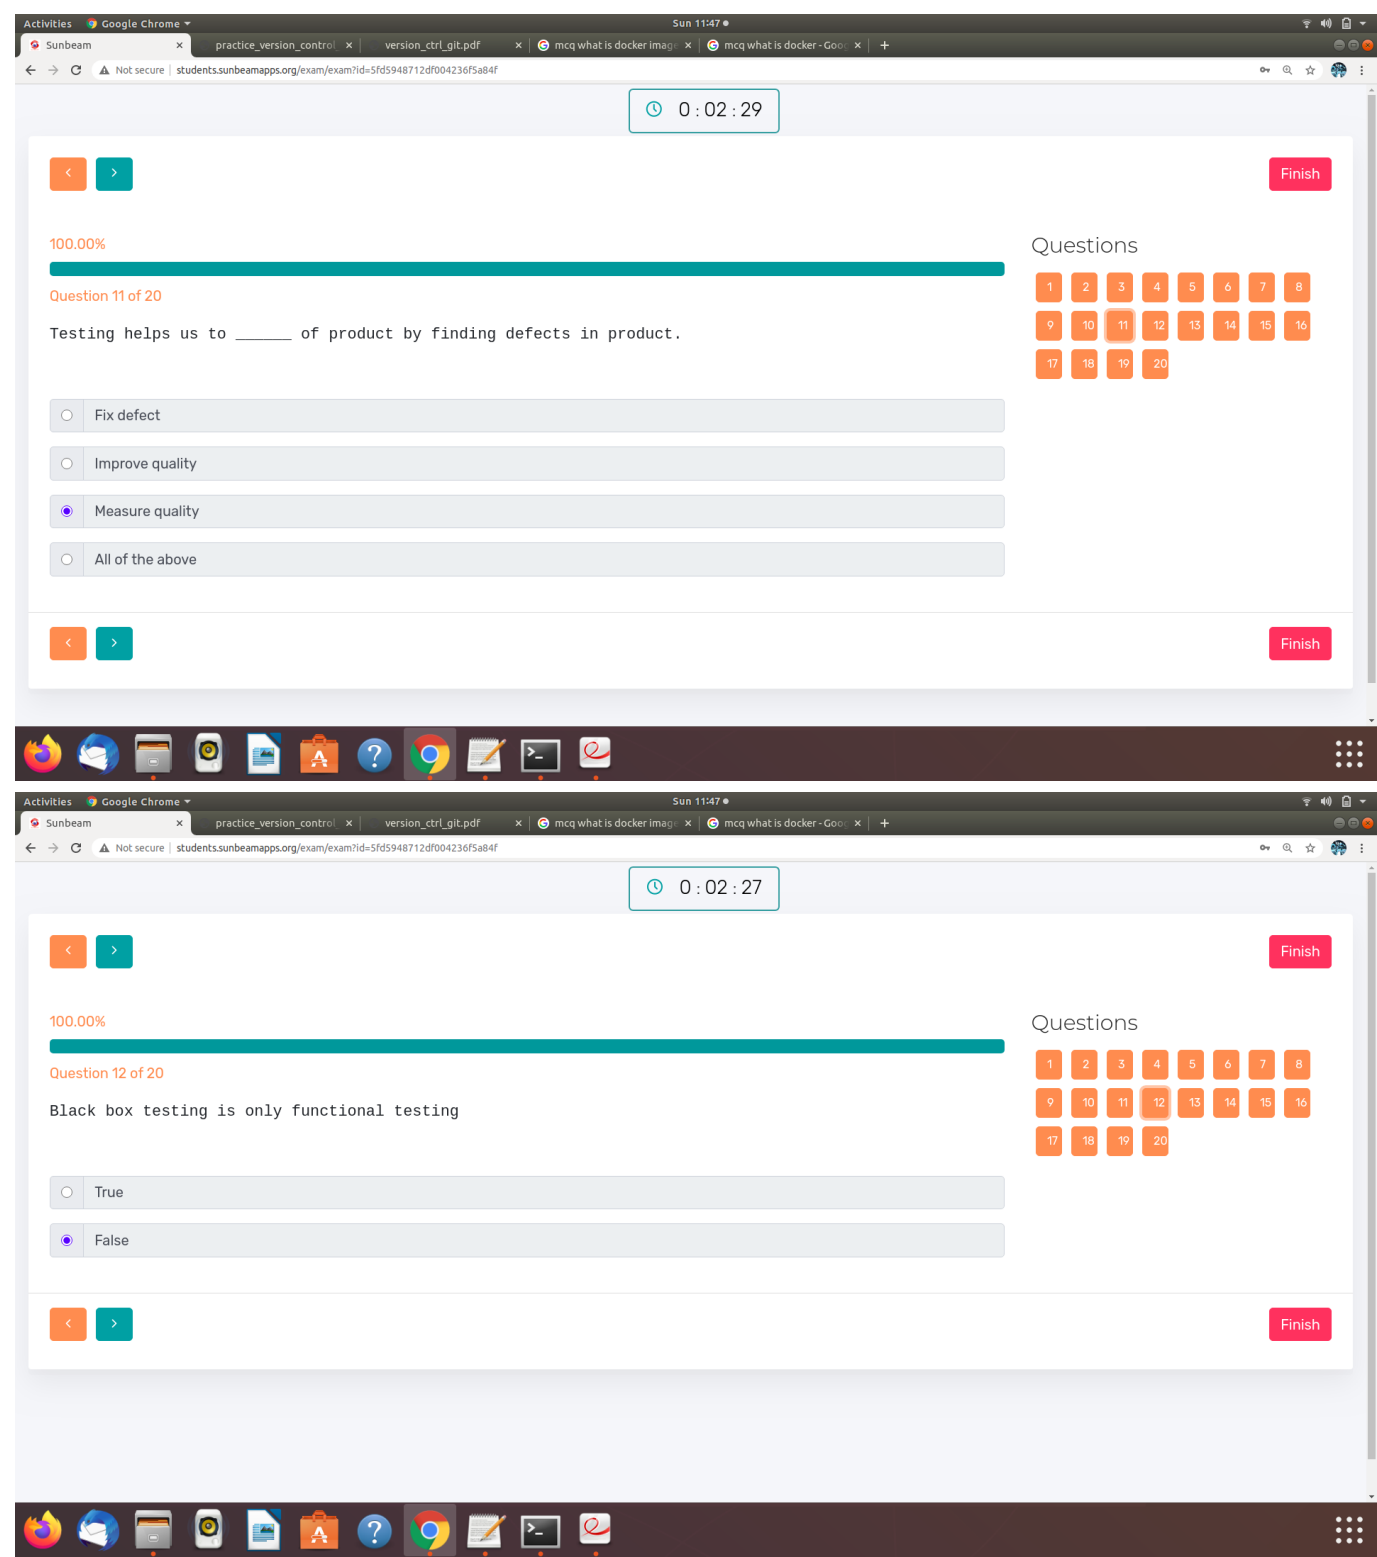 Activities Google Chrome Sun 11:47
Sunbeam practice_version_control version_ctrl_git.pdf mcq what is docker image mcq what is docker - Goog
Not secure students.sunbeamapps.org/exam/exam?id=5fd5948712df004236f5a84f
0 : 02 : 29
Finish
100.00%
Question 11 of 20
Testing helps us to ______ of product by finding defects in product.
Fix defect
Improve quality
Measure quality
All of the above
Questions
1 2 3 4 5 6 7 8
9 10 11 12 13 14 15 16
17 18 19 20
Finish
Activities Google Chrome Sun 11:47
Sunbeam practice_version_control version_ctrl_git.pdf mcq what is docker image mcq what is docker - Goog
Not secure students.sunbeamapps.org/exam/exam?id=5fd5948712df004236f5a84f
0 : 02 : 27
Finish
100.00%
Question 12 of 20
Black box testing is only functional testing
True
False
Questions
1 2 3 4 5 6 7 8
9 10 11 12 13 14 15 16
17 18 19 20
Finish